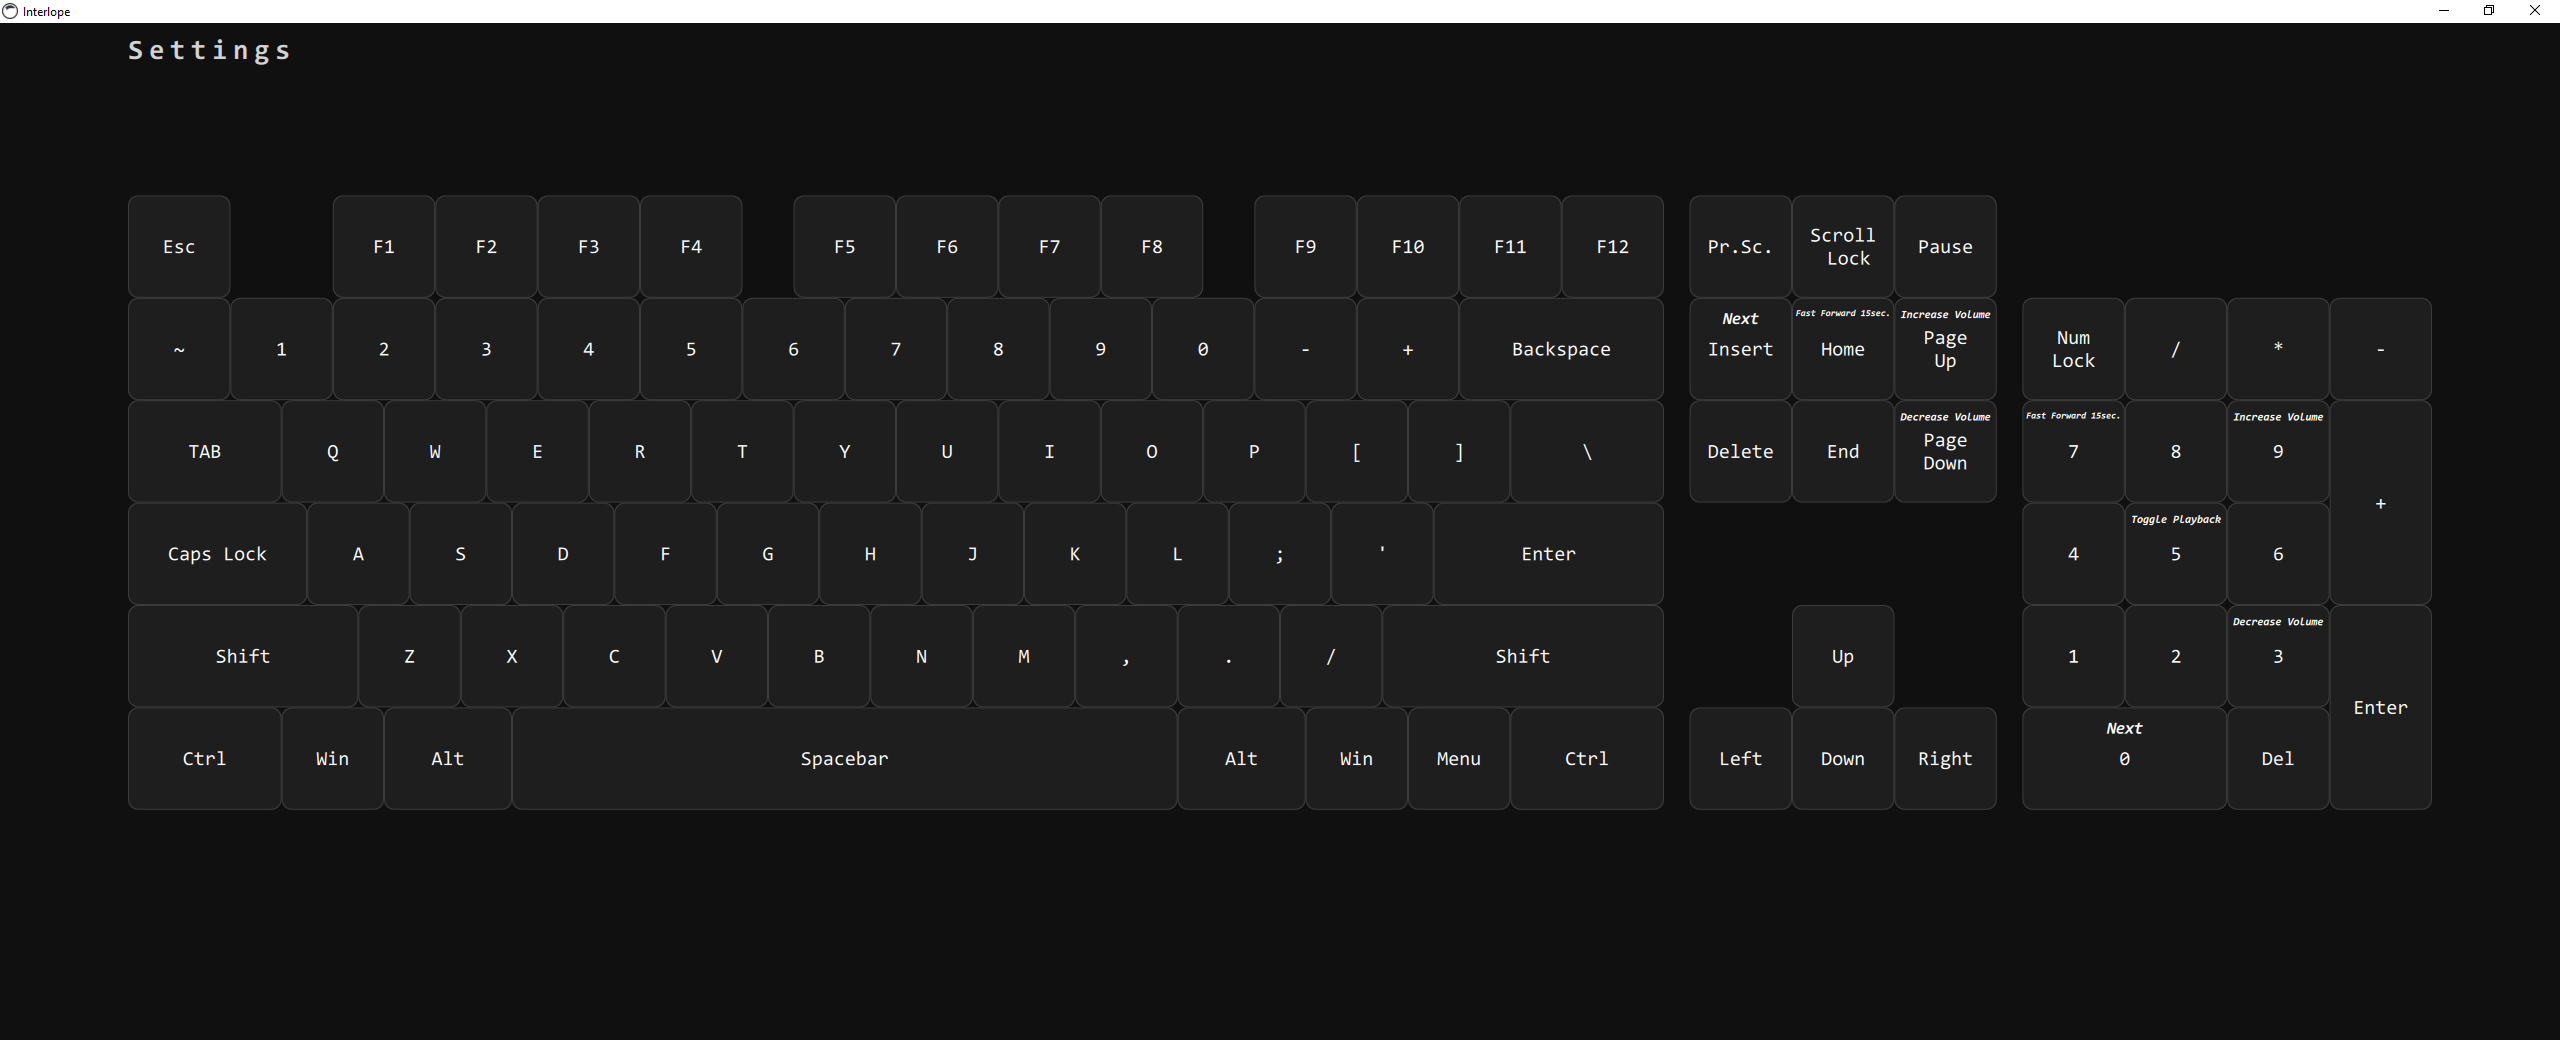 Interlope
Settings
Esc F1 F2 F3 F4 F5 F6 F7 F8 F9 F10 F11 F12 Pr.Sc. Scroll Lock Pause
~ 1 2 3 4 5 6 7 8 9 0 - + Backspace
Next
Insert
Fast Forward 15sec.
Home
Increase Volume
Page
Up
Num
Lock
/ * -
TAB Q W E R T Y U I O P [ ] \
Delete End
Decrease Volume
Page
Down
Fast Forward 15sec.
7
8
Increase Volume
9
+
Caps Lock A S D F G H J K L ; ' Enter
4
Toggle Playback
5
6
Shift Z X C V B N M , . / Shift
Up
1 2
Decrease Volume
3
Enter
Ctrl Win Alt Spacebar Alt Win Menu Ctrl
Left Down Right
Next
0
Del